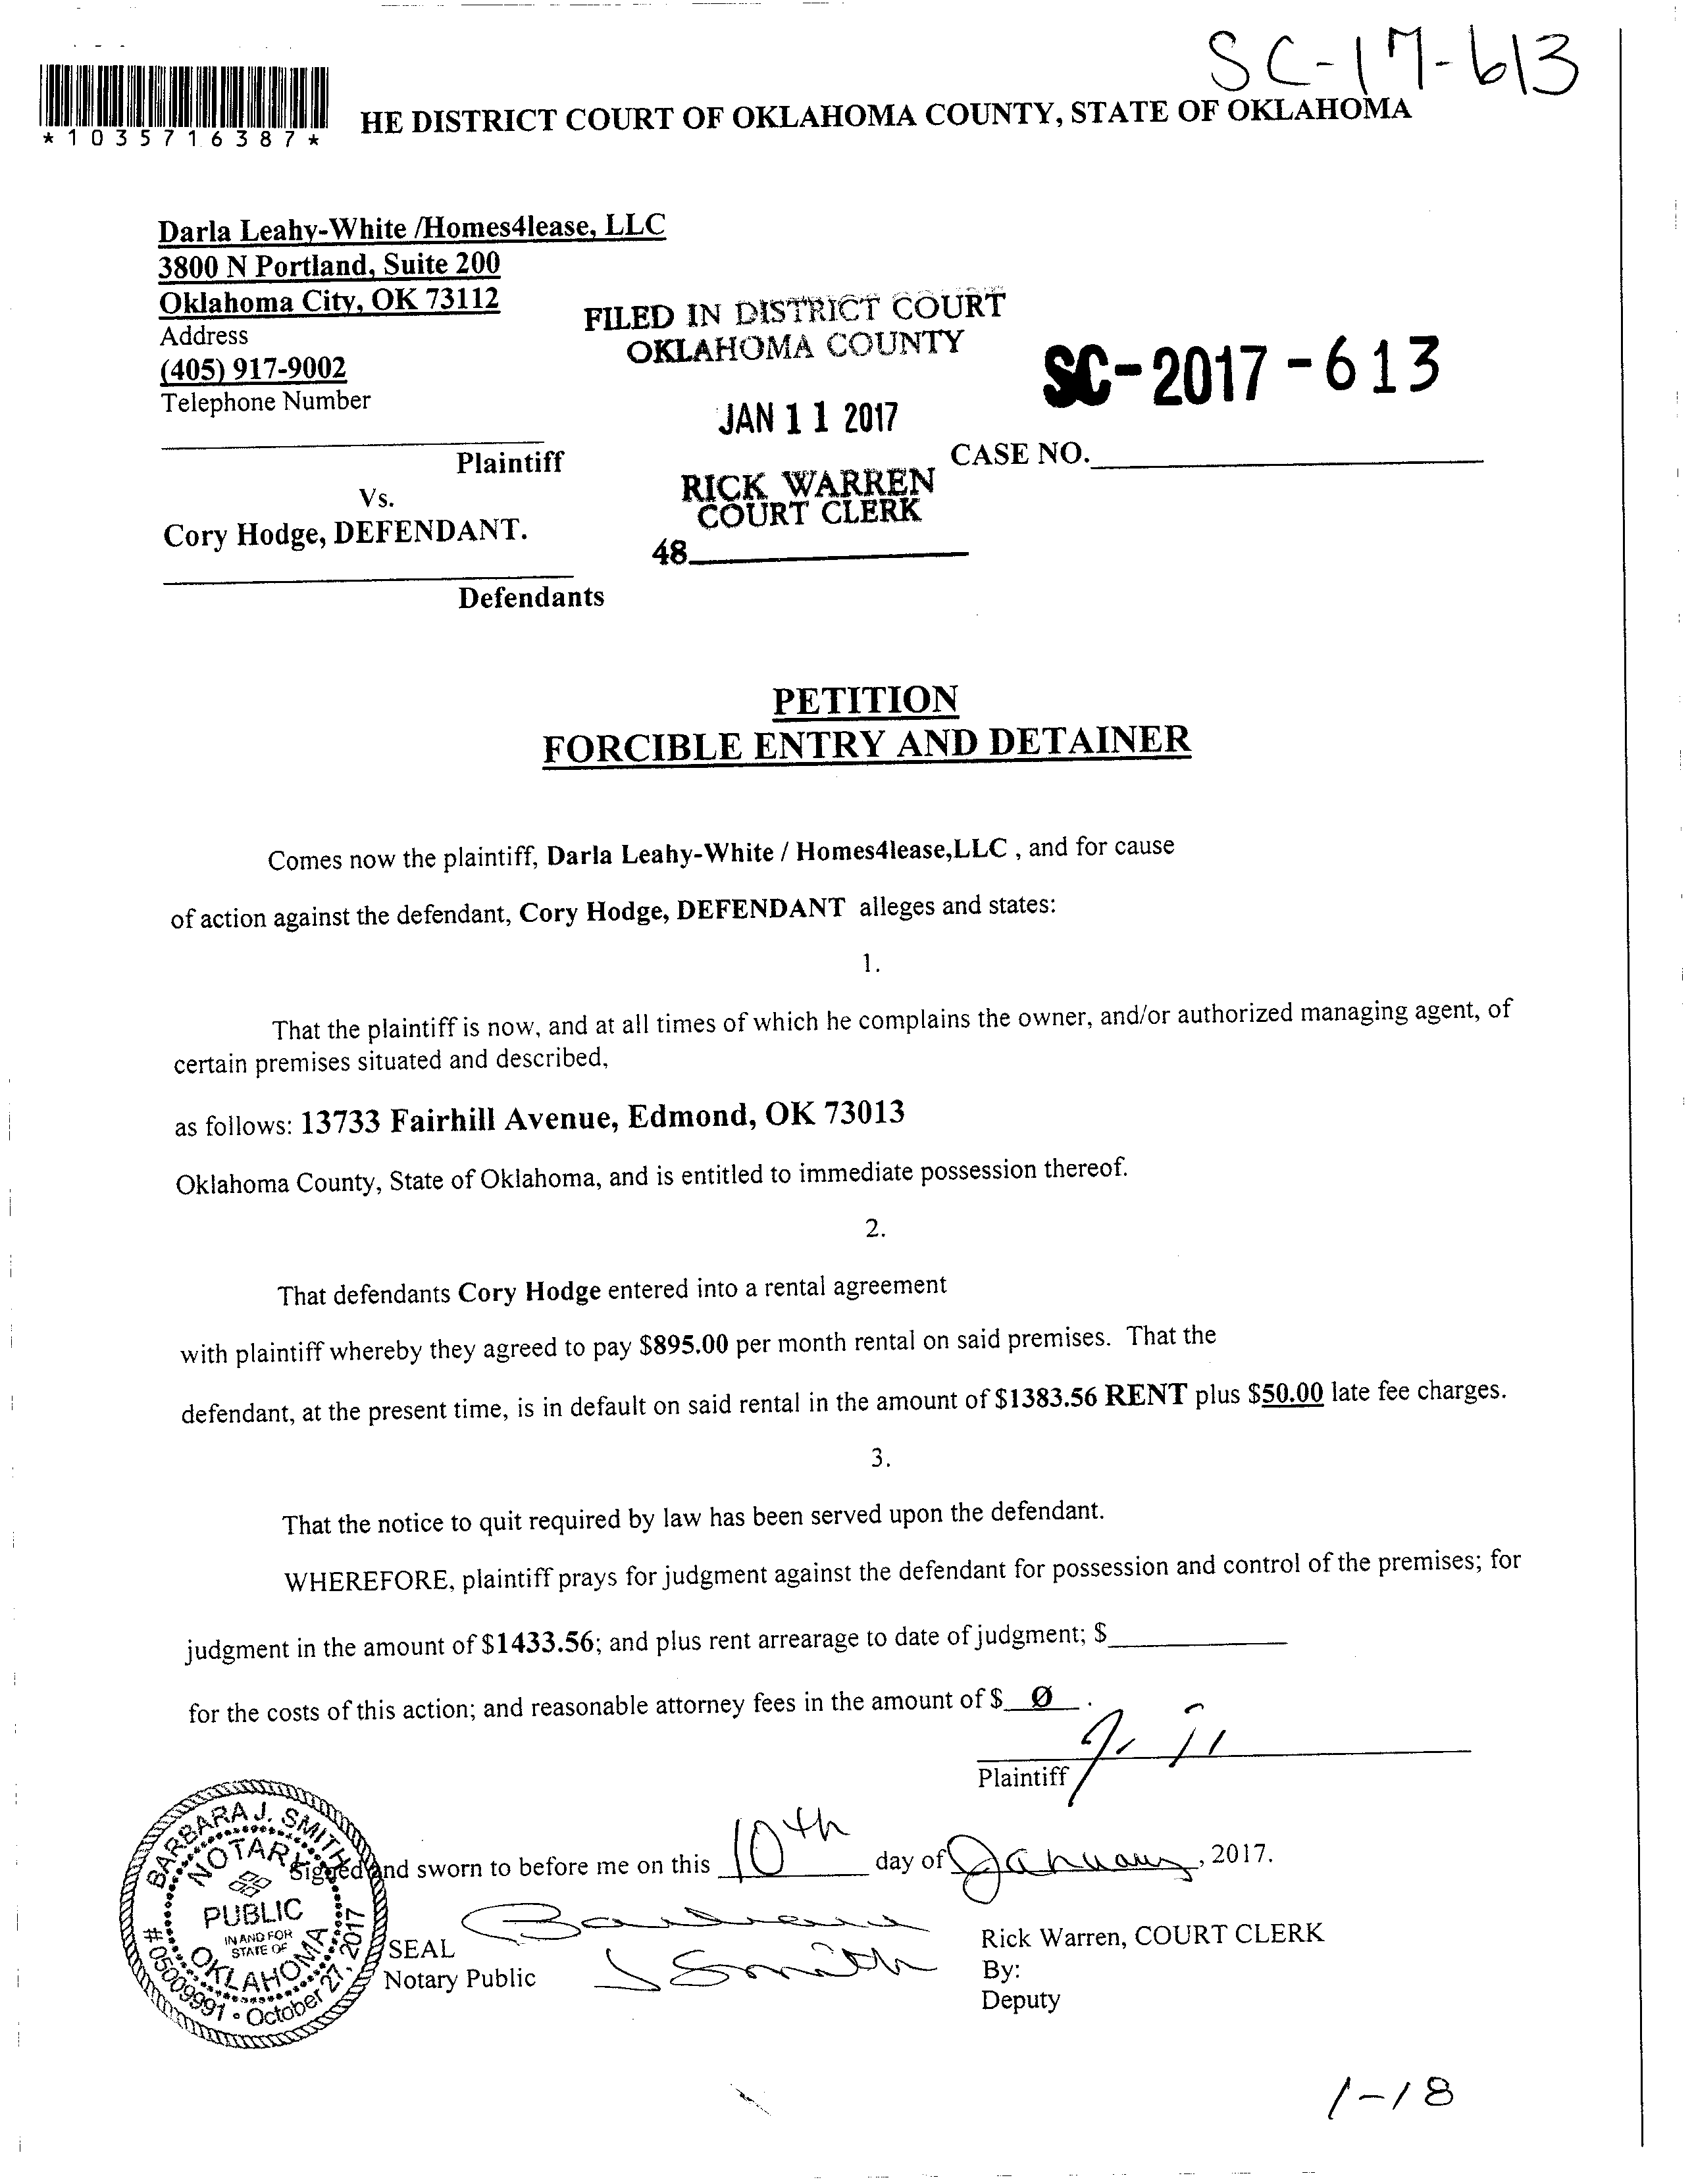 SC-17-613
*1035716387*
HE DISTRICT COURT OF OKLAHOMA COUNTY, STATE OF OKLAHOMA
Darla Leahy-White /Homes4lease, LLC
3800 N Portland, Suite 200
Oklahoma City, OK 73112
Address
(405) 917-9002
Telephone Number
FILED IN DISTRICT COURT
OKLAHOMA COUNTY
JAN 11 2017
RICK WARREN
COURT CLERK
48
SC-2017-613
CASE NO.
Plaintiff
Vs.
Cory Hodge, DEFENDANT.
Defendants
PETITION
FORCIBLE ENTRY AND DETAINER
Comes now the plaintiff, Darla Leahy-White / Homes4lease,LLC , and for cause
of action against the defendant, Cory Hodge, DEFENDANT alleges and states:
1.
That the plaintiff is now, and at all times of which he complains the owner, and/or authorized managing agent, of
certain premises situated and described,
as follows: 13733 Fairhill Avenue, Edmond, OK 73013
Oklahoma County, State of Oklahoma, and is entitled to immediate possession thereof.
2.
That defendants Cory Hodge entered into a rental agreement
with plaintiff whereby they agreed to pay $895.00 per month rental on said premises. That the
defendant, at the present time, is in default on said rental in the amount of $1383.56 RENT plus $50.00 late fee charges.
3.
That the notice to quit required by law has been served upon the defendant.
WHEREFORE, plaintiff prays for judgment against the defendant for possession and control of the premises; for
judgment in the amount of $1433.56; and plus rent arrearage to date of judgment; $
for the costs of this action; and reasonable attorney fees in the amount of $ Ø .
Plaintiff
Signed and sworn to before me on this 10th day of January, 2017.
BARBARA J. SMITH
NOTARY
PUBLIC
IN AND FOR
STATE OF
OKLAHOMA
# 05009991 • October 27, 2017
SEAL
Notary Public
Barbara
J Smith
Rick Warren, COURT CLERK
By:
Deputy
1-18